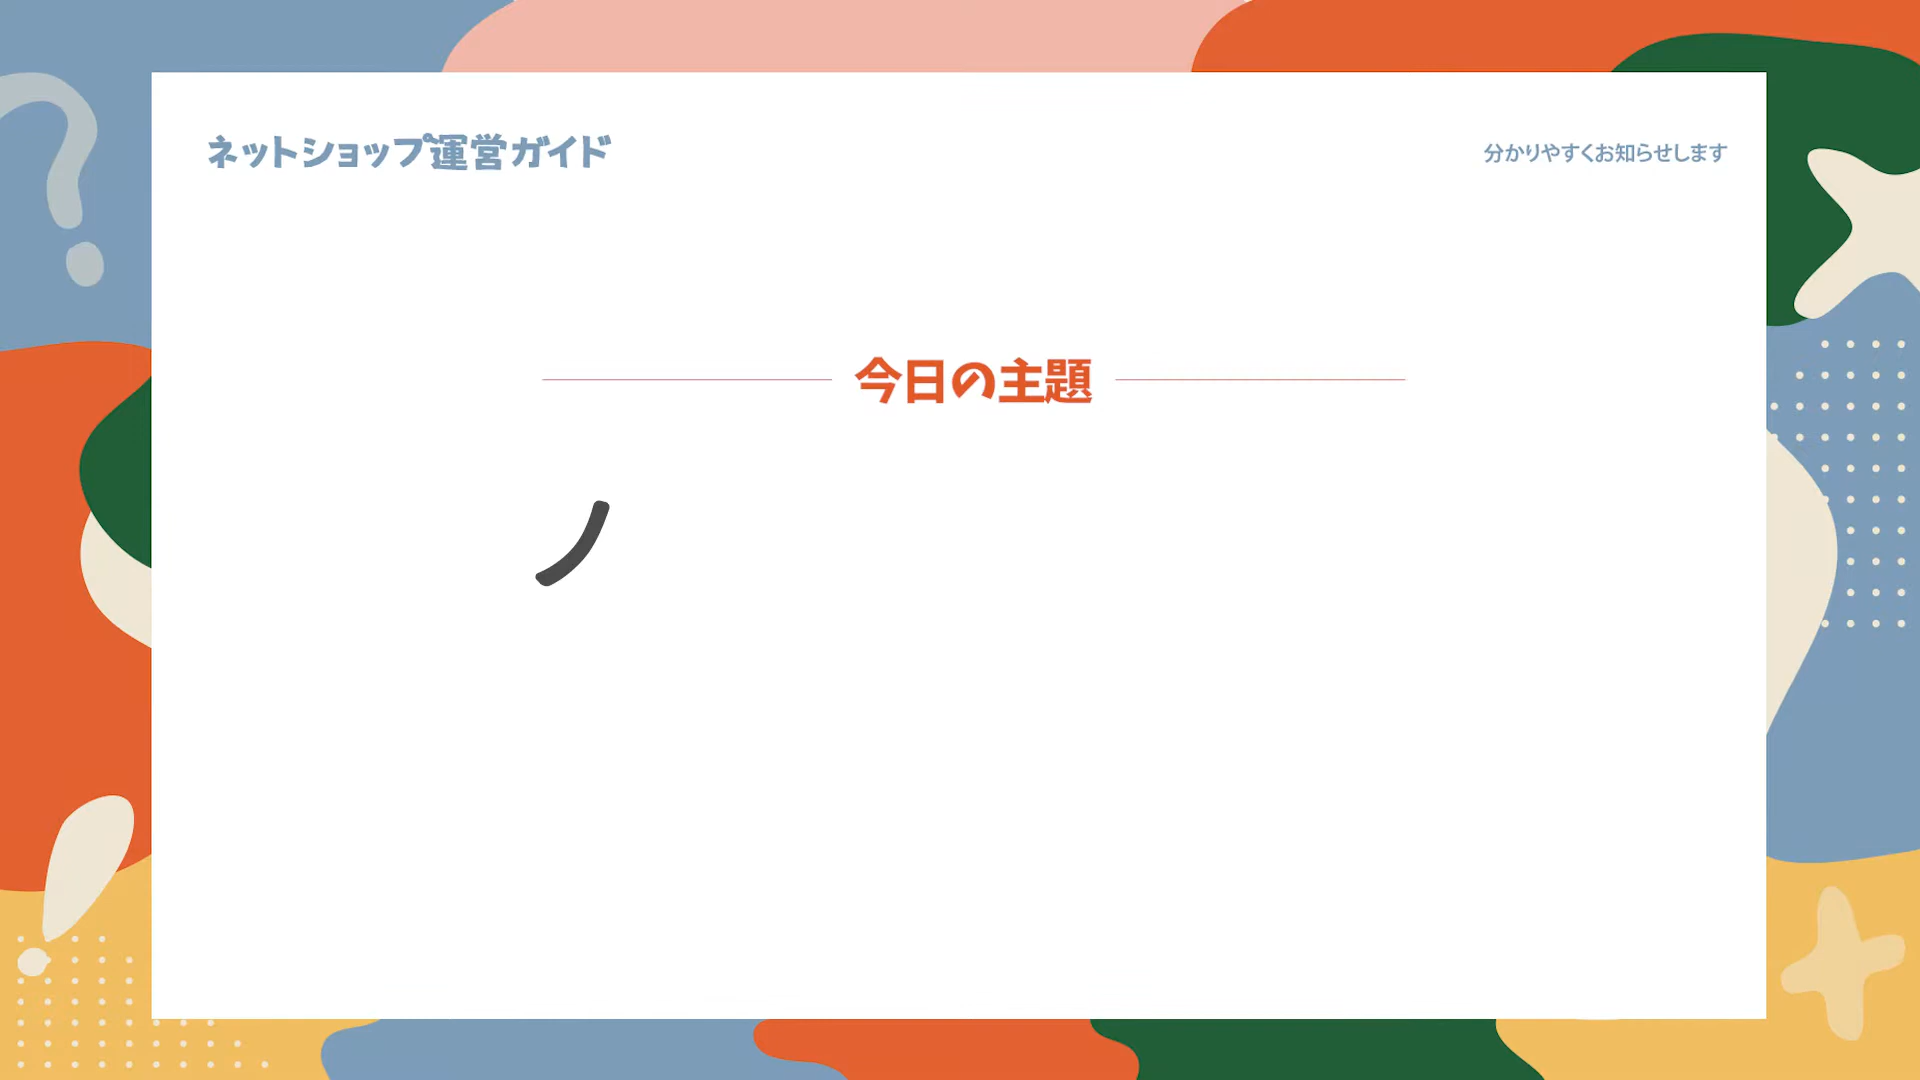 ネットショップ運営ガイド
分かりやすくお知らせします
今日の主題
ノ